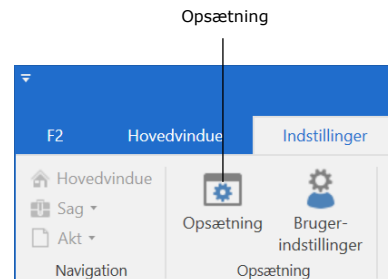 Opsætning
F2 Hovedvindue Indstillinger
Hovedvindue
Sag
Akt
Opsætning
Bruger-
indstillinger
Navigation Opsætning